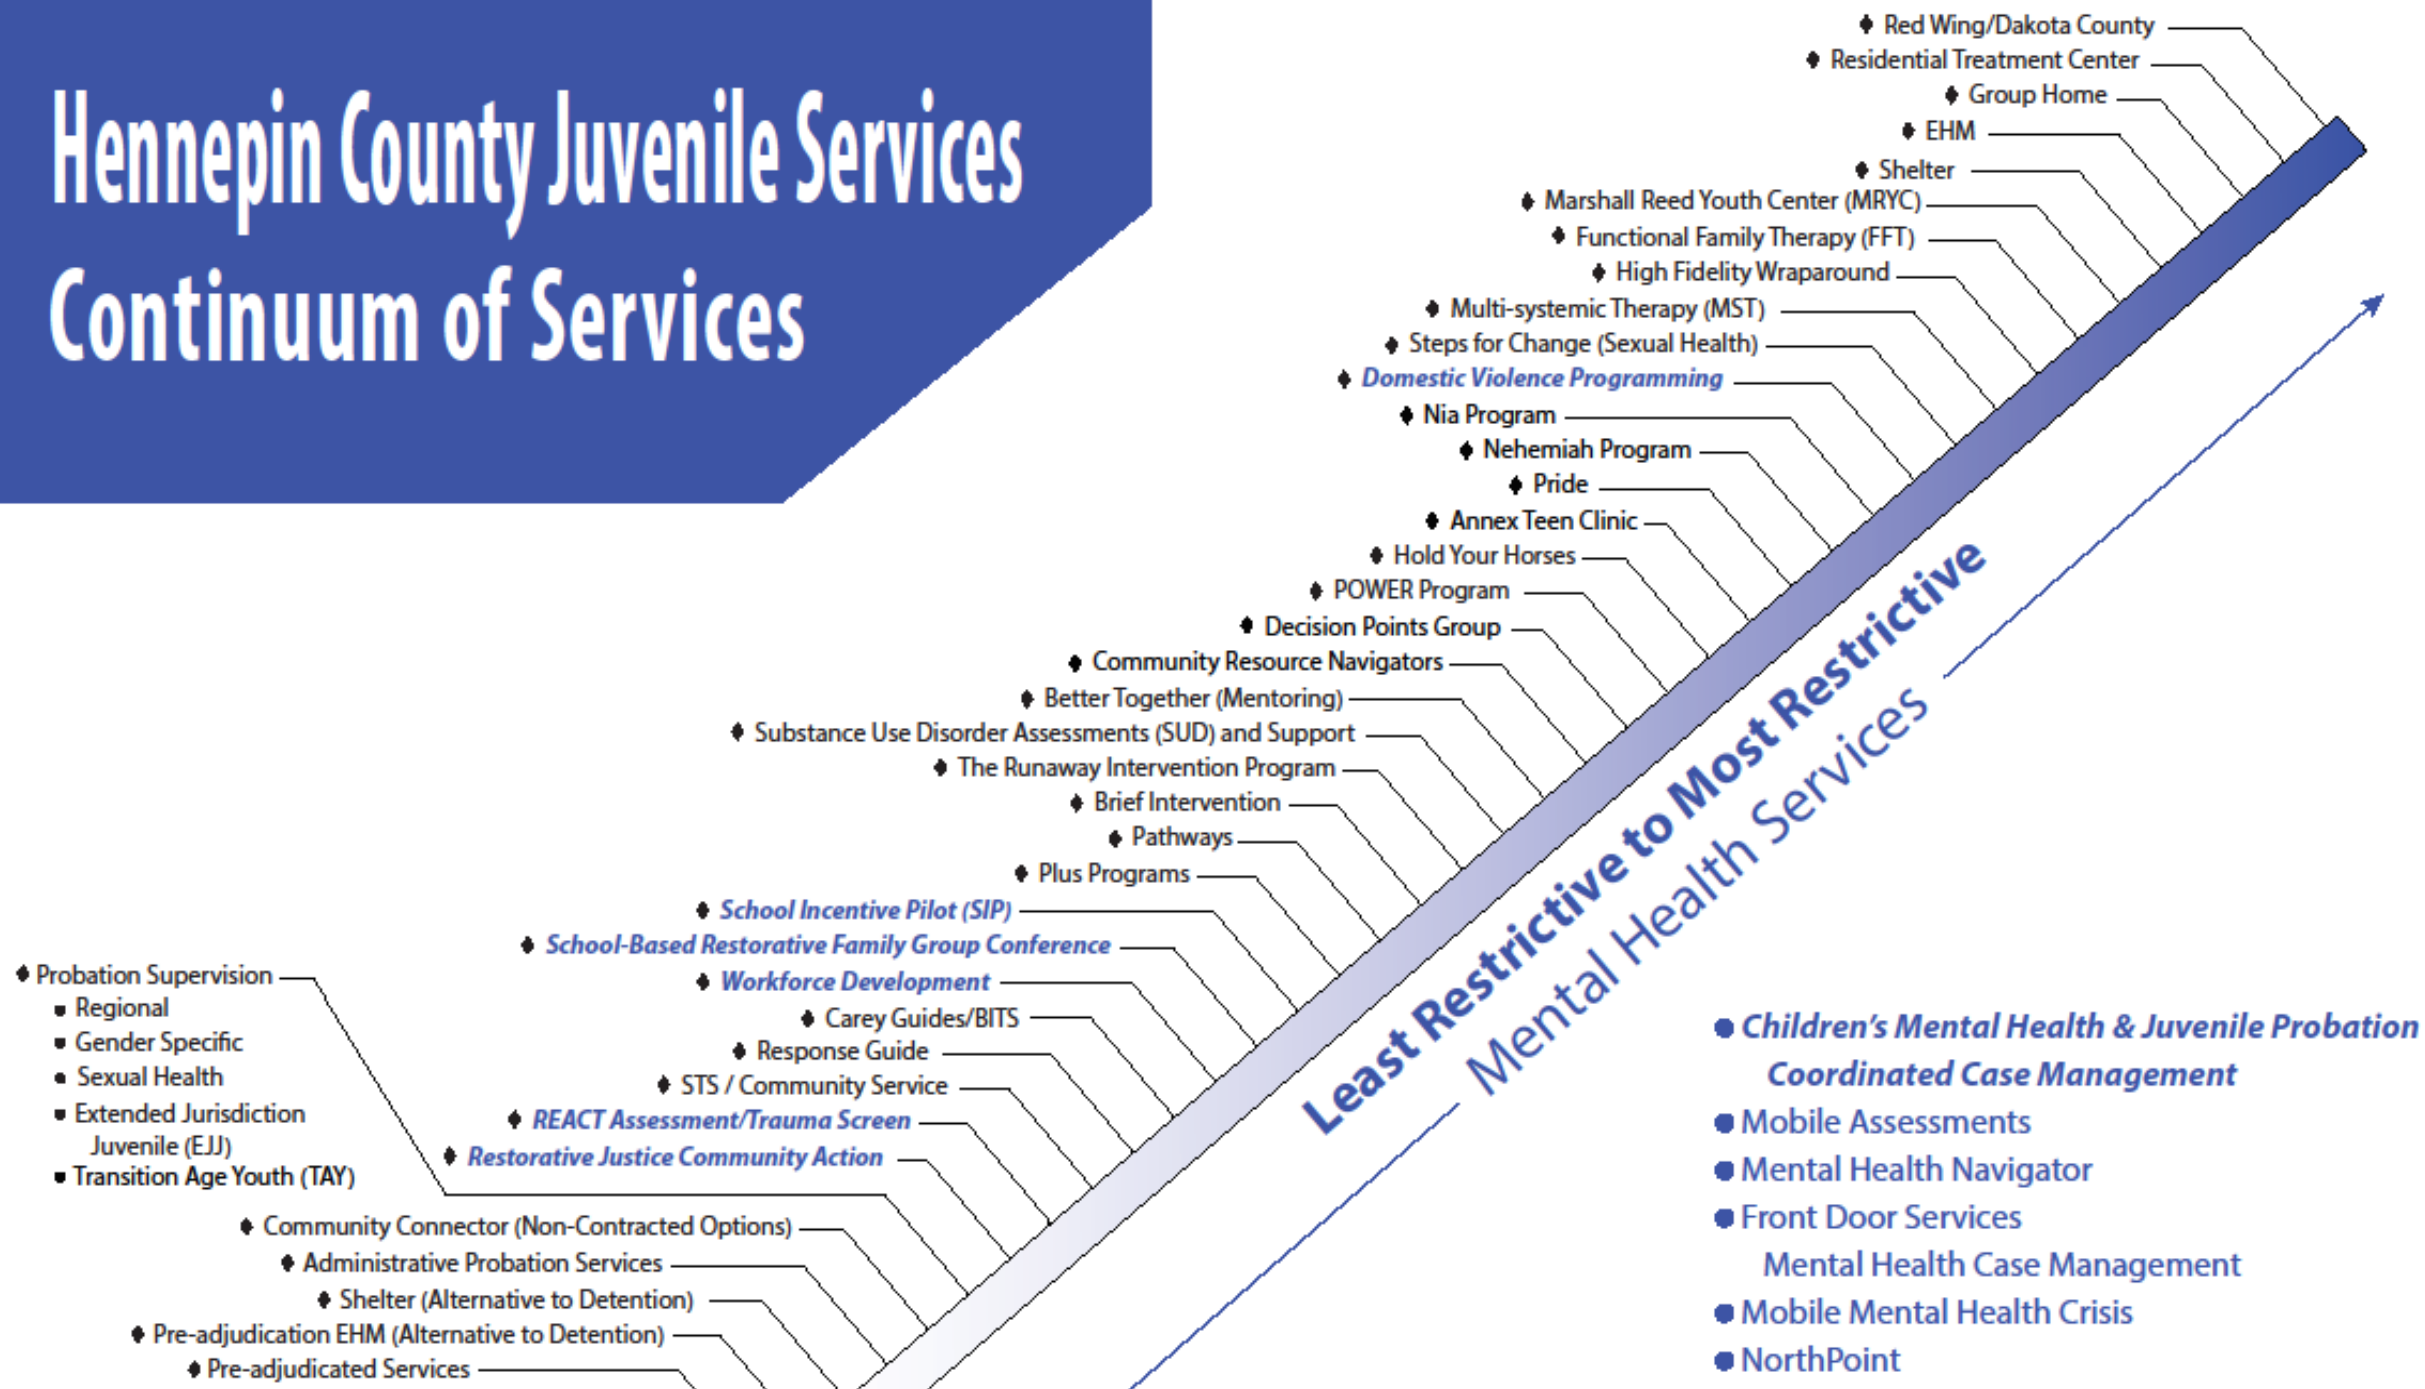 Hennepin County Juvenile Services
Continuum of Services
Red Wing/Dakota County
Residential Treatment Center
Group Home
EHM
Shelter
Marshall Reed Youth Center (MRYC)
Functional Family Therapy (FFT)
High Fidelity Wraparound
Multi-systemic Therapy (MST)
Steps for Change (Sexual Health)
Domestic Violence Programming
Nia Program
Nehemiah Program
Pride
Annex Teen Clinic
Hold Your Horses
POWER Program
Decision Points Group
Community Resource Navigators
Better Together (Mentoring)
Substance Use Disorder Assessments (SUD) and Support
The Runaway Intervention Program
Brief Intervention
Pathways
Plus Programs
School Incentive Pilot (SIP)
School-Based Restorative Family Group Conference
Workforce Development
Carey Guides/BITS
Response Guide
STS / Community Service
REACT Assessment/Trauma Screen
Restorative Justice Community Action
Probation Supervision
Regional
Gender Specific
Sexual Health
Extended Jurisdiction
Juvenile (EJJ)
Transition Age Youth (TAY)
Community Connector (Non-Contracted Options)
Administrative Probation Services
Shelter (Alternative to Detention)
Pre-adjudication EHM (Alternative to Detention)
Pre-adjudicated Services
Least Restrictive to Most Restrictive
Mental Health Services
Children's Mental Health & Juvenile Probation
Coordinated Case Management
Mobile Assessments
Mental Health Navigator
Front Door Services
Mental Health Case Management
Mobile Mental Health Crisis
NorthPoint